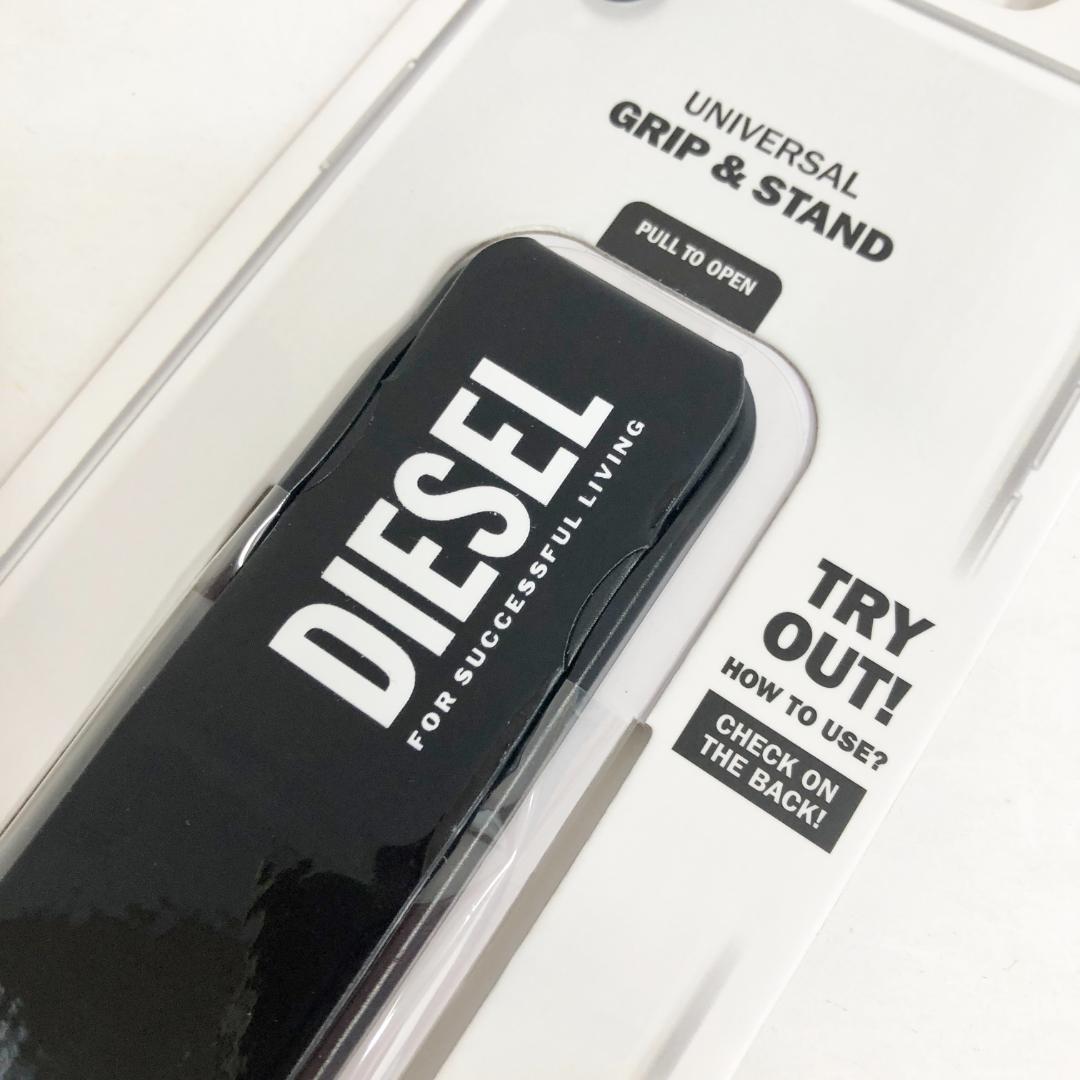 UNIVERSAL
GRIP & STAND
PULL TO OPEN
DIESEL
FOR SUCCESSFUL LIVING
TRY
OUT!
HOW TO USE?
CHECK ON
THE BACK!